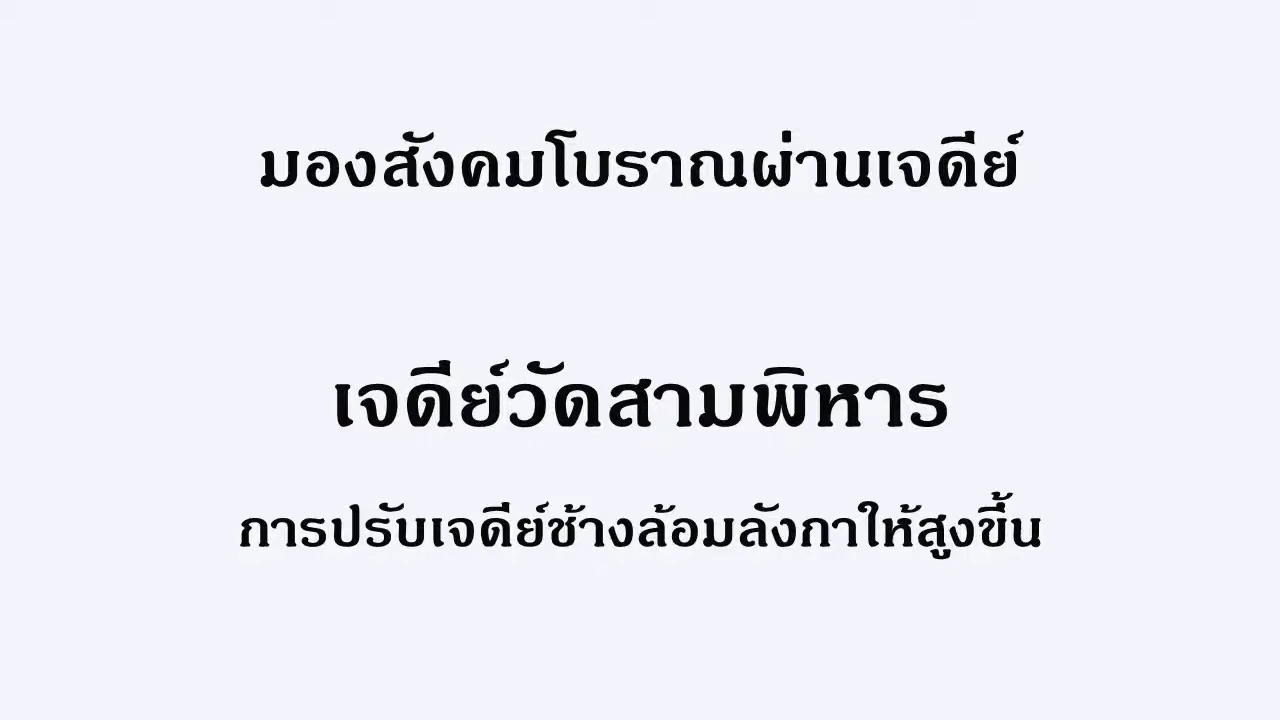 มองสังคมโบราณผ่านเจดีย์
เจดีย์วัดสามพิหาร
การปรับเจดีย์ช้างล้อมลังกาให้สูงขึ้น